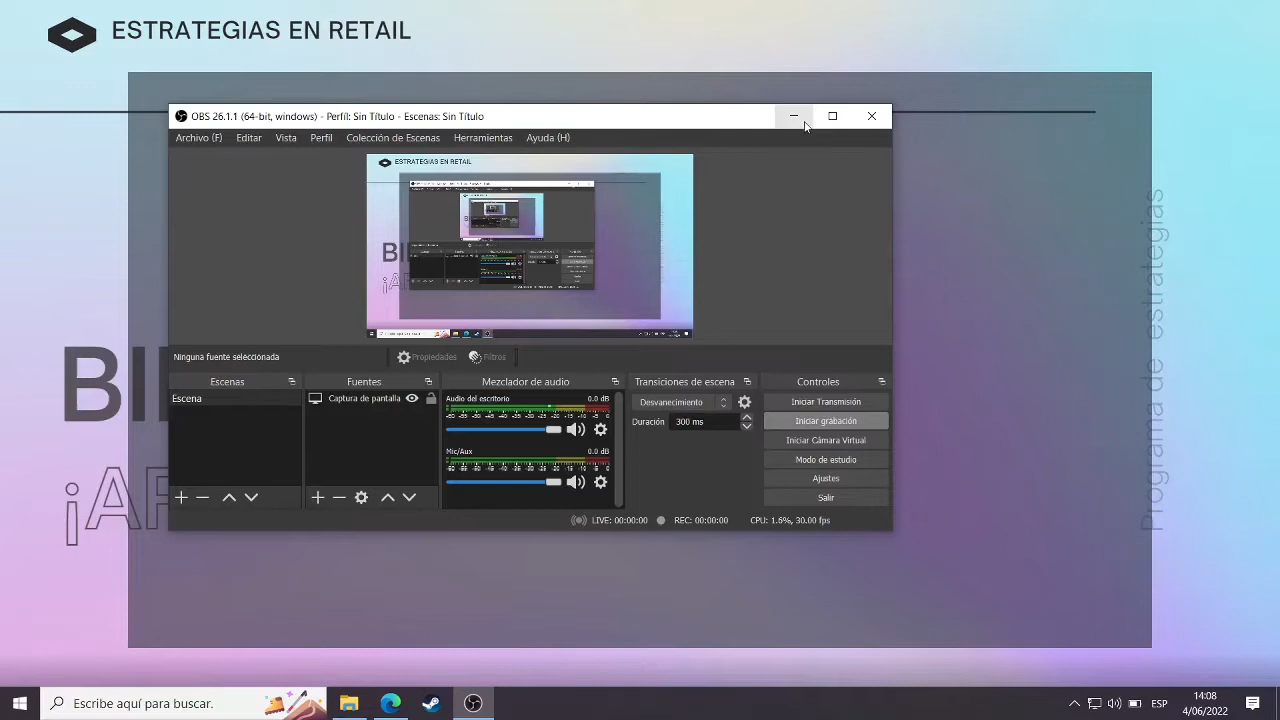 ESTRATEGIAS EN RETAIL
OBS 26.1.1 (64-bit, windows) - Perfil: Sin Título - Escenas: Sin Título
Archivo (F) Editar Vista Perfil Colección de Escenas Herramientas Ayuda (H)
ESTRATEGIAS EN RETAIL
Programa de estrategias
Ninguna fuente seleccionada Propiedades Filtros
Escenas Fuentes Mezclador de audio Transiciones de escena Controles
Escena
Captura de pantalla
Audio del escritorio 0.0 dB
Mic/Aux 0.0 dB
Desvanecimiento
Duración 300 ms
Iniciar Transmisión
Iniciar grabación
Iniciar Cámara Virtual
Modo de estudio
Ajustes
Salir
LIVE: 00:00:00 REC: 00:00:00 CPU: 1.6%, 30.00 fps
Escribe aquí para buscar.
ESP
14:08
4/06/2022